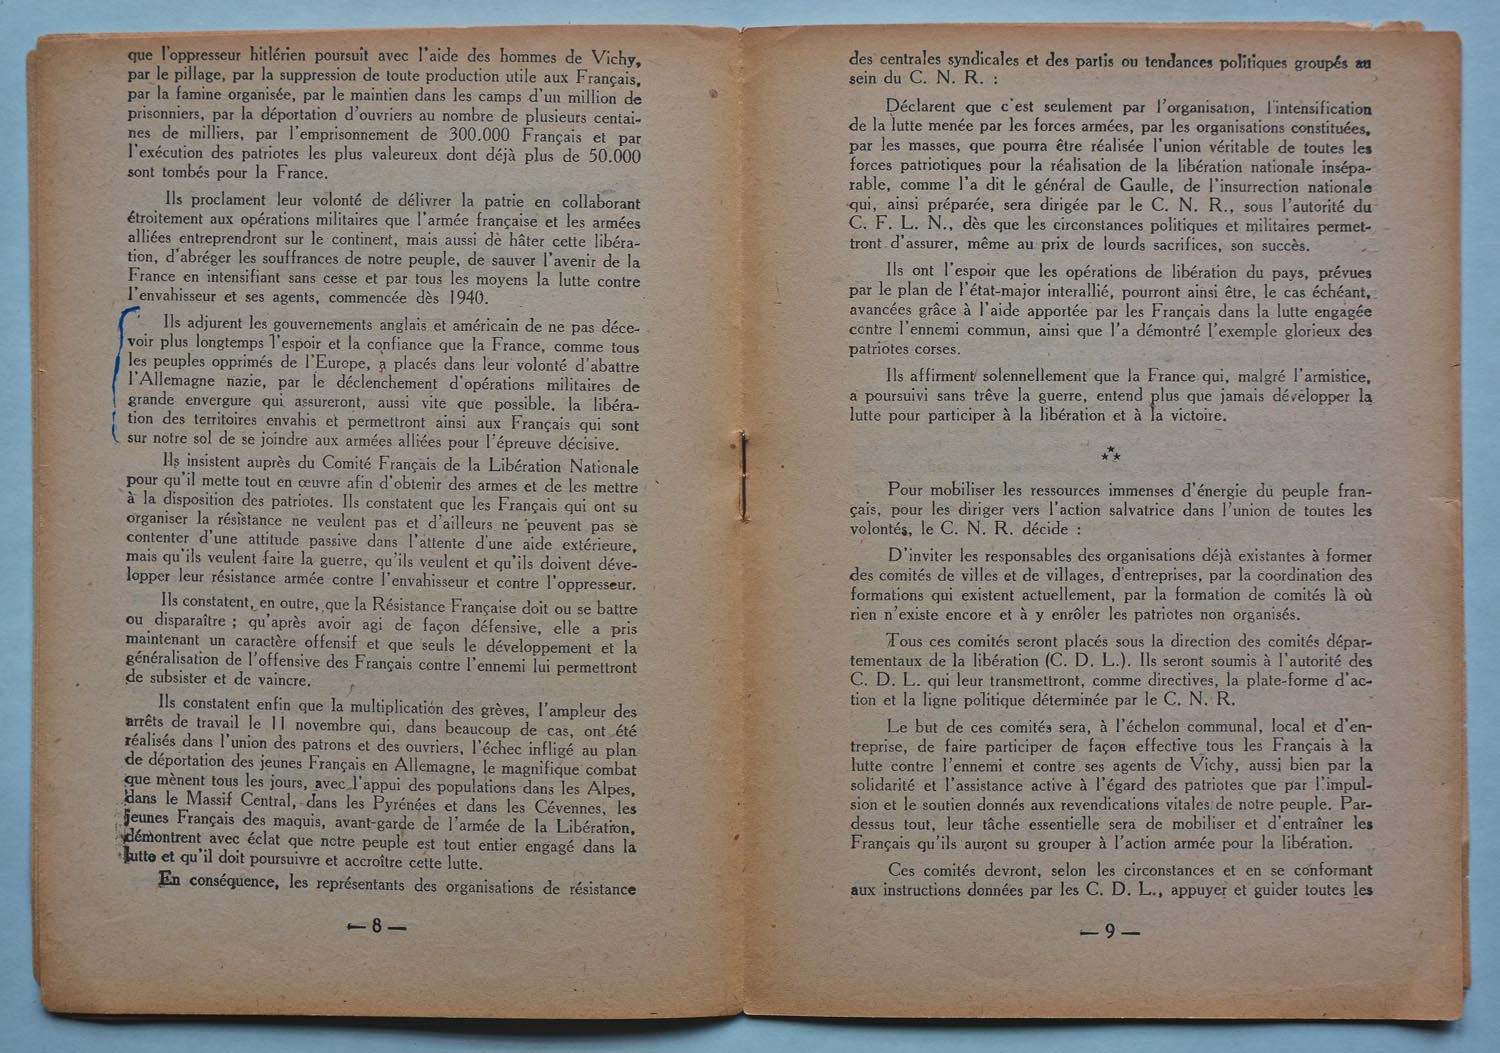 que l'oppresseur hitlérien poursuit avec l'aide des hommes de Vichy,
par le pillage, par la suppression de toute production utile aux Français,
par la famine organisée, par le maintien dans les camps d'un million de
prisonniers, par la déportation d'ouvriers au nombre de plusieurs centai-
nes de milliers, par l'emprisonnement de 300.000 Français et par
l'exécution des patriotes les plus valeureux dont déjà plus de 50.000
sont tombés pour la France.
Ils proclament leur volonté de délivrer la patrie en collaborant
étroitement aux opérations militaires que l'armée française et les armées
alliées entreprendront sur le continent, mais aussi de hâter cette libéra-
tion, d'abréger les souffrances de notre peuple, de sauver l'avenir de la
France en intensifiant sans cesse et par tous les moyens la lutte contre
l'envahisseur et ses agents, commencée dès 1940.
Ils adjurent les gouvernements anglais et américain de ne pas déce-
voir plus longtemps l'espoir et la confiance que la France, comme tous
les peuples opprimés de l'Europe, a placés dans leur volonté d'abattre
l'Allemagne nazie, par le déclenchement d'opérations militaires de
grande envergure qui assureront, aussi vite que possible, la libéra-
tion des territoires envahis et permettront ainsi aux Français qui sont
sur notre sol de se joindre aux armées alliées pour l'épreuve décisive.
Ils insistent auprès du Comité Français de la Libération Nationale
pour qu'il mette tout en œuvre afin d'obtenir des armes et de les mettre
à la disposition des patriotes. Ils constatent que les Français qui ont su
organiser la résistance ne veulent pas et d'ailleurs ne peuvent pas se
contenter d'une attitude passive dans l'attente d'une aide extérieure,
mais qu'ils veulent faire la guerre, qu'ils veulent et qu'ils doivent déve-
lopper leur résistance armée contre l'envahisseur et contre l'oppresseur.
Ils constatent, en outre, que la Résistance Française doit ou se battre
ou disparaître ; qu'après avoir agi de façon défensive, elle a pris
maintenant un caractère offensif et que seuls le développement et la
généralisation de l'offensive des Français contre l'ennemi lui permettront
de subsister et de vaincre.
Ils constatent enfin que la multiplication des grèves, l'ampleur des
arrêts de travail le 11 novembre qui, dans beaucoup de cas, ont été
réalisés dans l'union des patrons et des ouvriers, l'échec infligé au plan
de déportation des jeunes Français en Allemagne, le magnifique combat
que mènent tous les jours, avec l'appui des populations dans les Alpes,
dans le Massif Central, dans les Pyrénées et dans les Cévennes, les
jeunes Français des maquis, avant-garde de l'armée de la Libération,
démontrent avec éclat que notre peuple est tout entier engagé dans la
lutte et qu'il doit poursuivre et accroître cette lutte.
En conséquence, les représentants des organisations de résistance
— 8 —
des centrales syndicales et des partis ou tendances politiques groupés au
sein du C. N. R. :
Déclarent que c'est seulement par l'organisation, l'intensification
de la lutte menée par les forces armées, par les organisations constituées,
par les masses, que pourra être réalisée l'union véritable de toutes les
forces patriotiques pour la réalisation de la libération nationale insépa-
rable, comme l'a dit le général de Gaulle, de l'insurrection nationale
qui, ainsi préparée, sera dirigée par le C. N. R., sous l'autorité du
C. F. L. N., dès que les circonstances politiques et militaires permet-
tront d'assurer, même au prix de lourds sacrifices, son succès.
Ils ont l'espoir que les opérations de libération du pays, prévues
par le plan de l'état-major interallié, pourront ainsi être, le cas échéant,
avancées grâce à l'aide apportée par les Français dans la lutte engagée
contre l'ennemi commun, ainsi que l'a démontré l'exemple glorieux des
patriotes corses.
Ils affirment solennellement que la France qui, malgré l'armistice,
a poursuivi sans trêve la guerre, entend plus que jamais développer la
lutte pour participer à la libération et à la victoire.
⁂
Pour mobiliser les ressources immenses d'énergie du peuple fran-
çais, pour les diriger vers l'action salvatrice dans l'union de toutes les
volontés, le C. N. R. décide :
D'inviter les responsables des organisations déjà existantes à former
des comités de villes et de villages, d'entreprises, par la coordination des
formations qui existent actuellement, par la formation de comités là où
rien n'existe encore et à y enrôler les patriotes non organisés.
Tous ces comités seront placés sous la direction des comités dépar-
tementaux de la libération (C. D. L.). Ils seront soumis à l'autorité des
C. D. L. qui leur transmettront, comme directives, la plate-forme d'ac-
tion et la ligne politique déterminée par le C. N. R.
Le but de ces comités sera, à l'échelon communal, local et d'en-
treprise, de faire participer de façon effective tous les Français à la
lutte contre l'ennemi et contre ses agents de Vichy, aussi bien par la
solidarité et l'assistance active à l'égard des patriotes que par l'impul-
sion et le soutien donnés aux revendications vitales de notre peuple. Par-
dessus tout, leur tâche essentielle sera de mobiliser et d'entraîner les
Français qu'ils auront su grouper à l'action armée pour la libération.
Ces comités devront, selon les circonstances et en se conformant
aux instructions données par les C. D. L., appuyer et guider toutes les
— 9 —